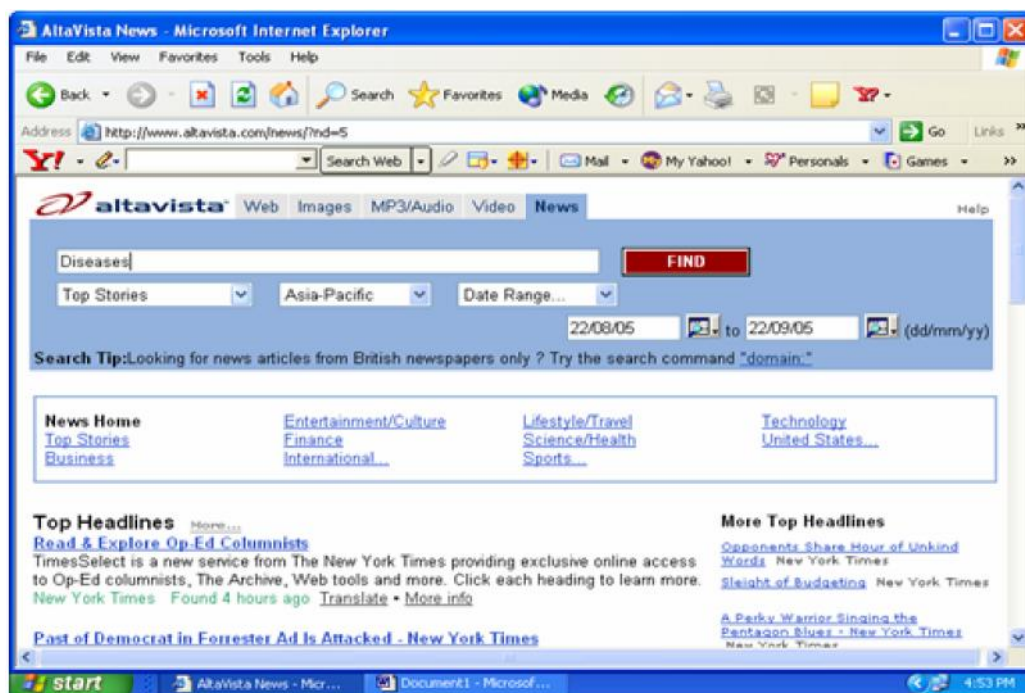 AltaVista News - Microsoft Internet Explorer
File Edit View Favorites Tools Help
Back Search Favorites Media
Address http://www.altavista.com/news/?nd=5 Go Links »
Y! Search Web Mail My Yahoo! Personals Games »
altavista Web Images MP3/Audio Video News Help
Diseases FIND
Top Stories Asia-Pacific Date Range...
22/08/05 to 22/09/05 (dd/mm/yy)
Search Tip:Looking for news articles from British newspapers only ? Try the search command "domain:"
News Home Entertainment/Culture Lifestyle/Travel Technology
Top Stories Finance Science/Health United States...
Business International... Sports...
Top Headlines More...
Read & Explore Op-Ed Columnists
TimesSelect is a new service from The New York Times providing exclusive online access
to Op-Ed columnists, The Archive, Web tools and more. Click each heading to learn more.
New York Times Found 4 hours ago Translate • More info
Past of Democrat in Forrester Ad Is Attacked - New York Times
More Top Headlines
Opponents Share Hour of Unkind
Words New York Times
Sleight of Budgeting New York Times
A Perky Warrior Singing the
Pentagon Blues - New York Times
New York Times
start AltaVista News - Micr... Document1 - Microsof... 4:53 PM